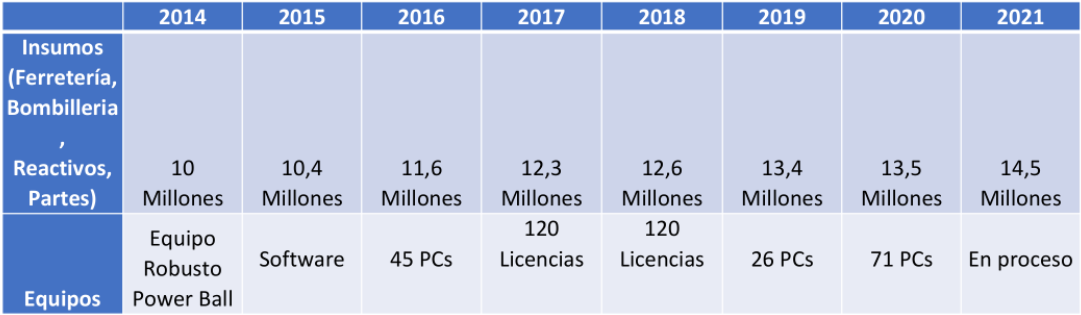 2014 2015 2016 2017 2018 2019 2020 2021
Insumos
(Ferretería,
Bombilleria
,
Reactivos,
Partes)
10
Millones
10,4
Millones
11,6
Millones
12,3
Millones
12,6
Millones
13,4
Millones
13,5
Millones
14,5
Millones
Equipos
Equipo
Robusto
Power Ball
Software
45 PCs
120
Licencias
120
Licencias
26 PCs
71 PCs
En proceso